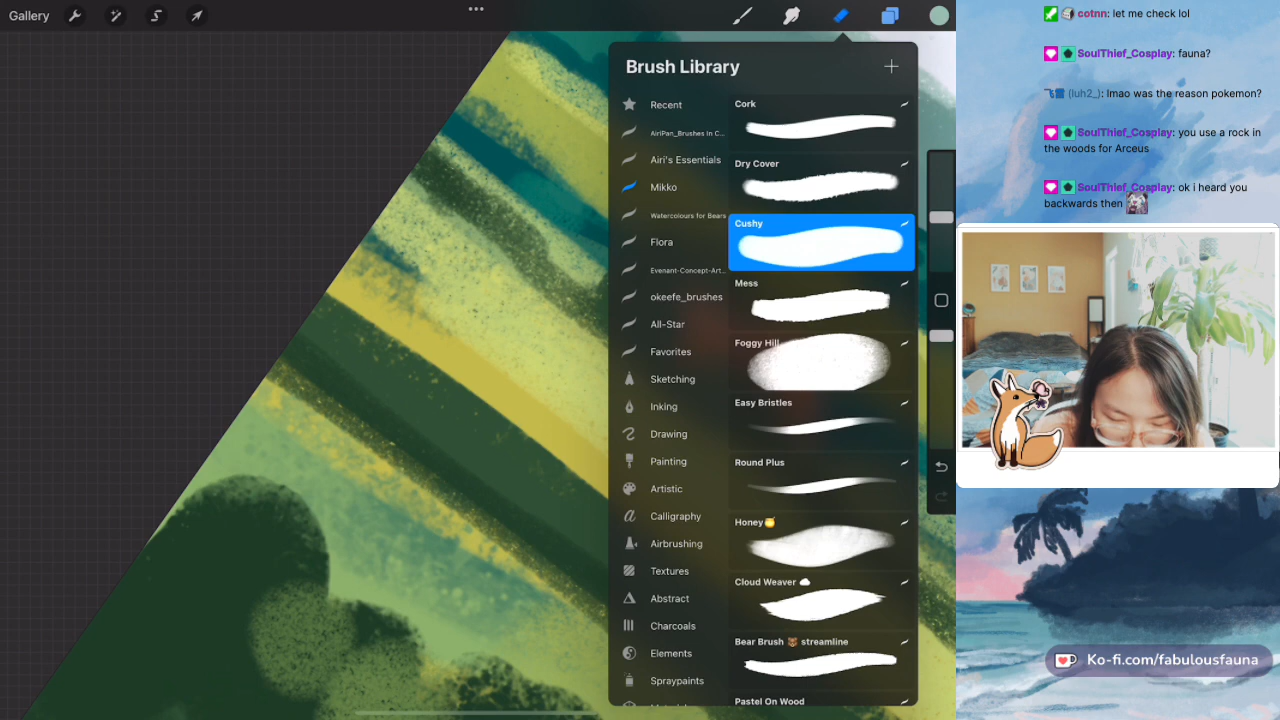 Gallery
Brush Library
Recent
AiriPan_Brushes In C...
Airi's Essentials
Mikko
Watercolours for Bears
Flora
Evenant-Concept-Art...
okeefe_brushes
All-Star
Favorites
Sketching
Inking
Drawing
Painting
Artistic
Calligraphy
Airbrushing
Textures
Abstract
Charcoals
Elements
Spraypaints
Cork
Dry Cover
Cushy
Mess
Foggy Hill
Easy Bristles
Round Plus
Honey🍯
Cloud Weaver ☁️
Bear Brush 🐻 streamline
Pastel On Wood
cotnn: let me check lol
SoulThief_Cosplay: fauna?
(luh2_): lmao was the reason pokemon?
SoulThief_Cosplay: you use a rock in
the woods for Arceus
SoulThief_Cosplay: ok i heard you
backwards then
Ko-fi.com/fabulousfauna